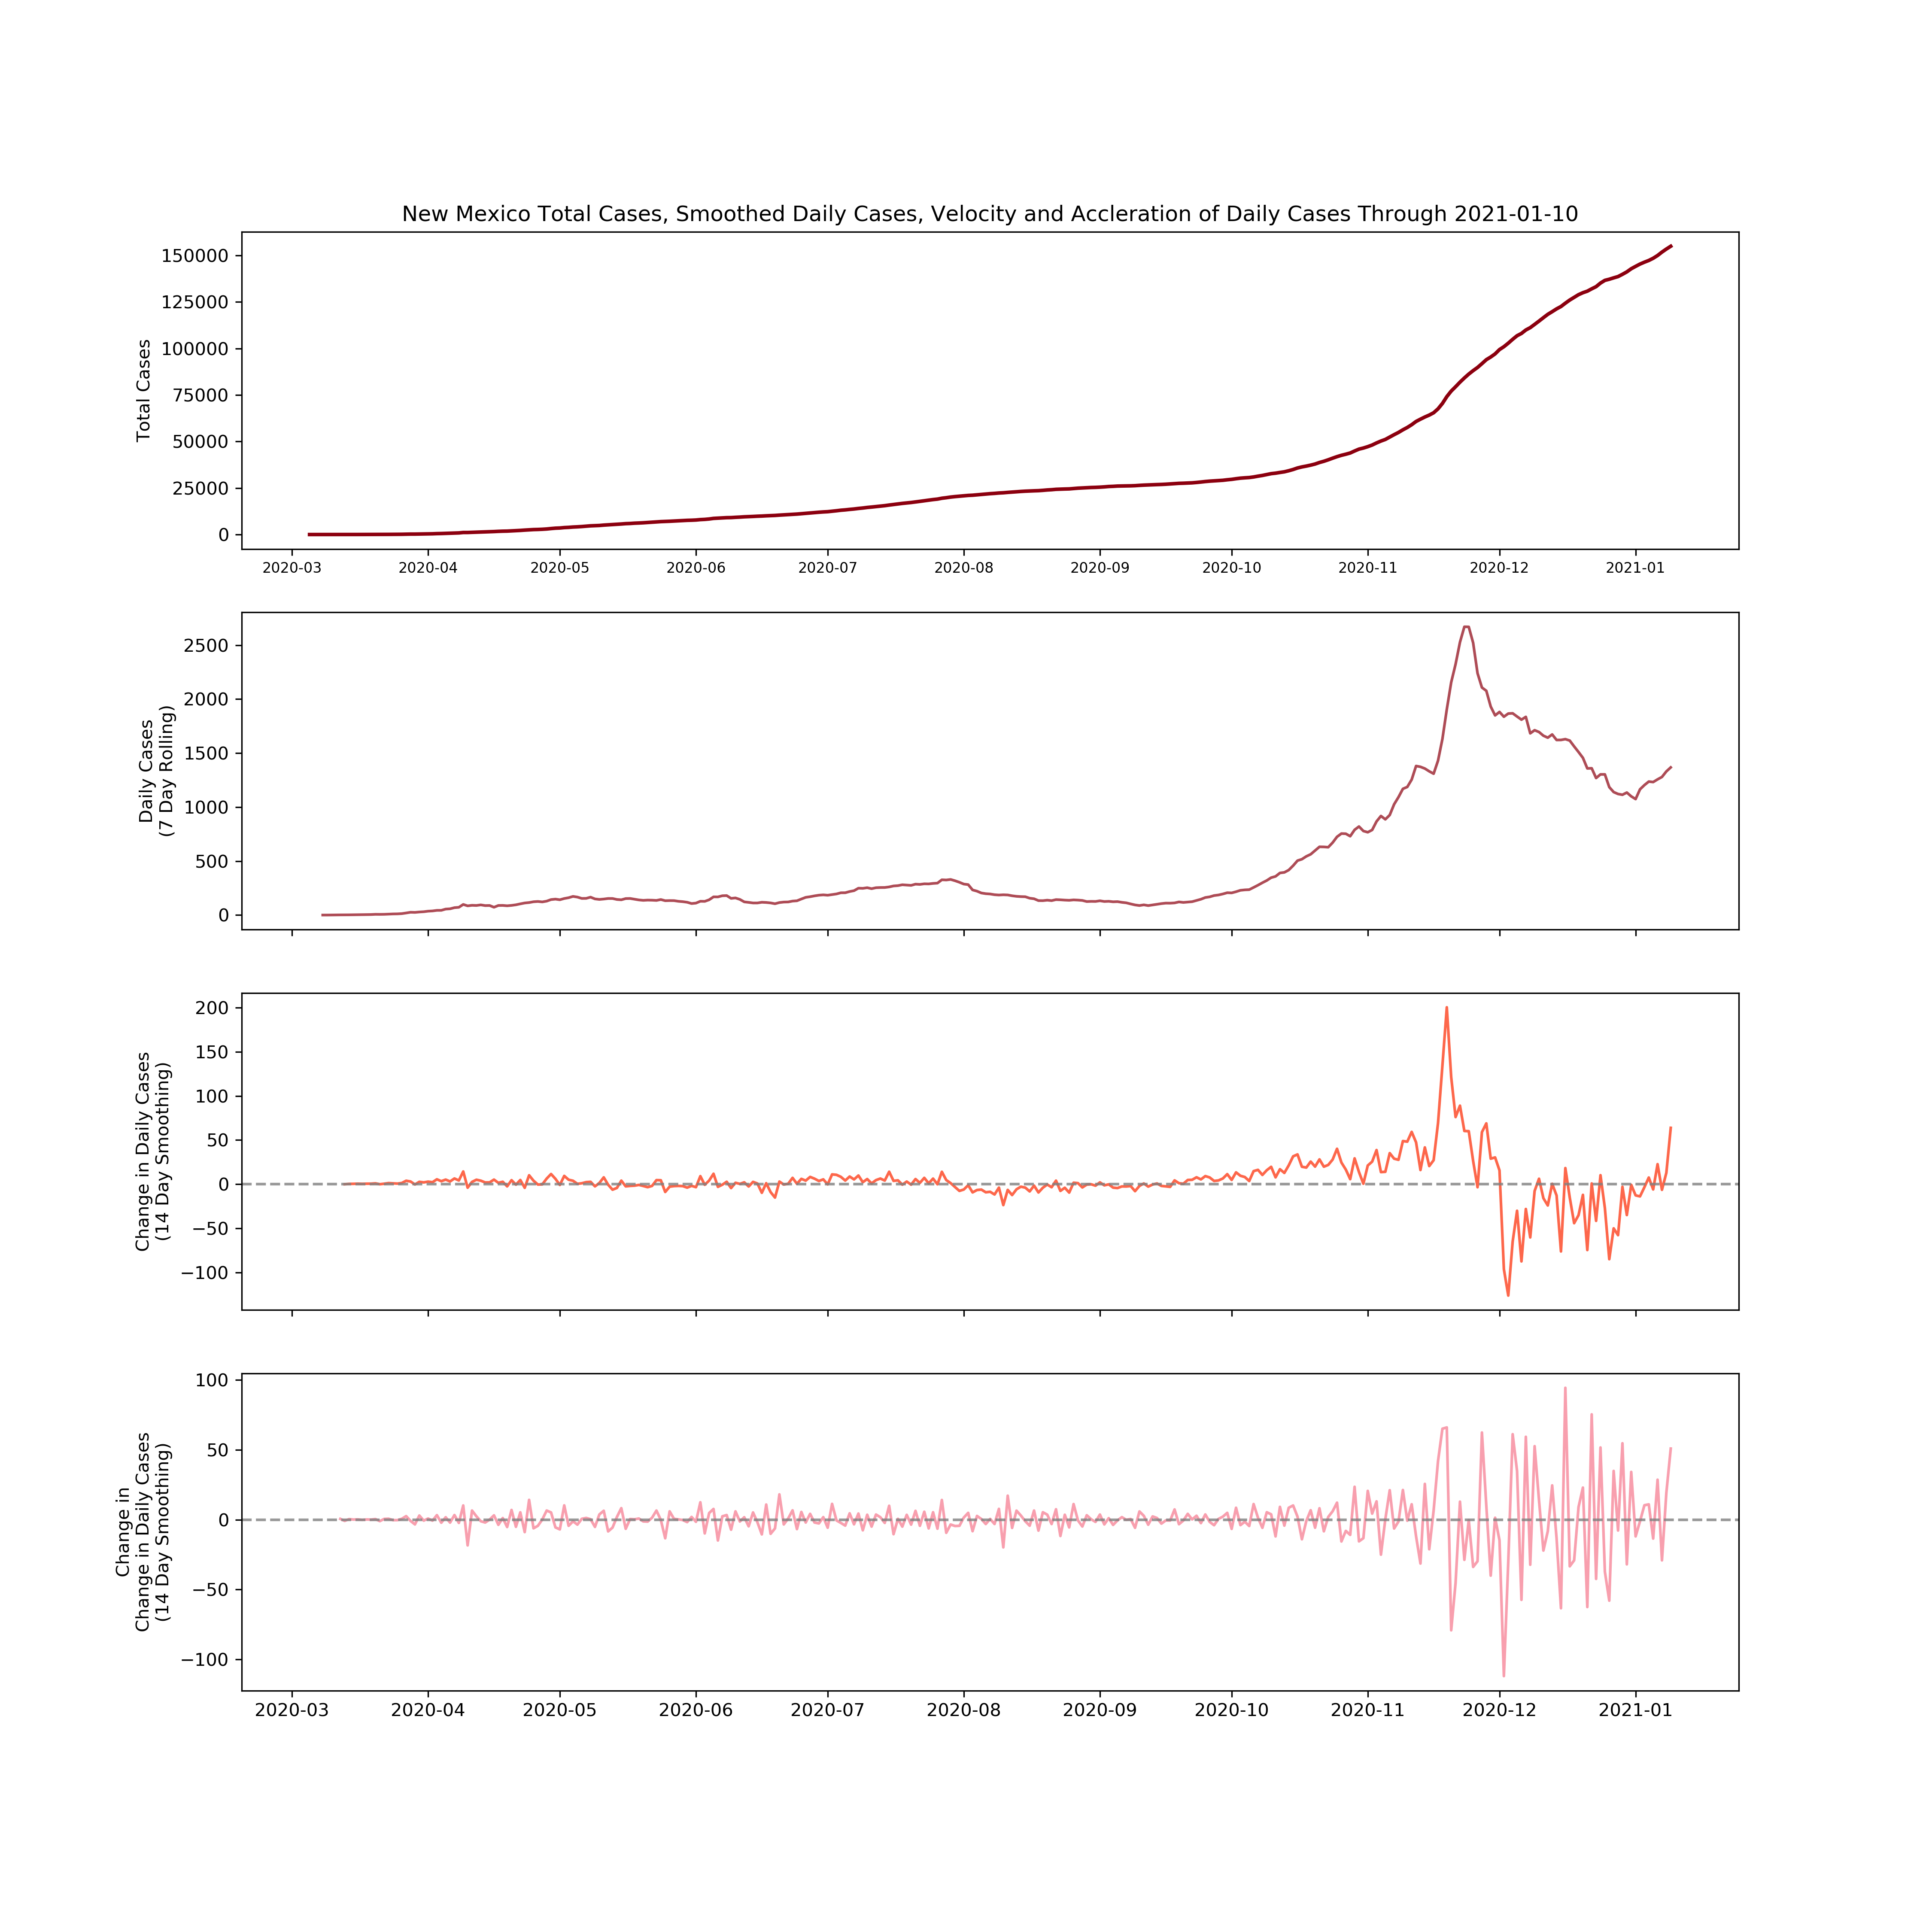 New Mexico Total Cases, Smoothed Daily Cases, Velocity and Accleration of Daily Cases Through 2021-01-10
Total Cases
150000
125000
100000
75000
50000
25000
0
2020-03 2020-04 2020-05 2020-06 2020-07 2020-08 2020-09 2020-10 2020-11 2020-12 2021-01
Daily Cases
(7 Day Rolling)
2500
2000
1500
1000
500
0
Change in Daily Cases
(14 Day Smoothing)
200
150
100
50
0
−50
−100
Change in
Change in Daily Cases
(14 Day Smoothing)
100
50
0
−50
−100
2020-03 2020-04 2020-05 2020-06 2020-07 2020-08 2020-09 2020-10 2020-11 2020-12 2021-01